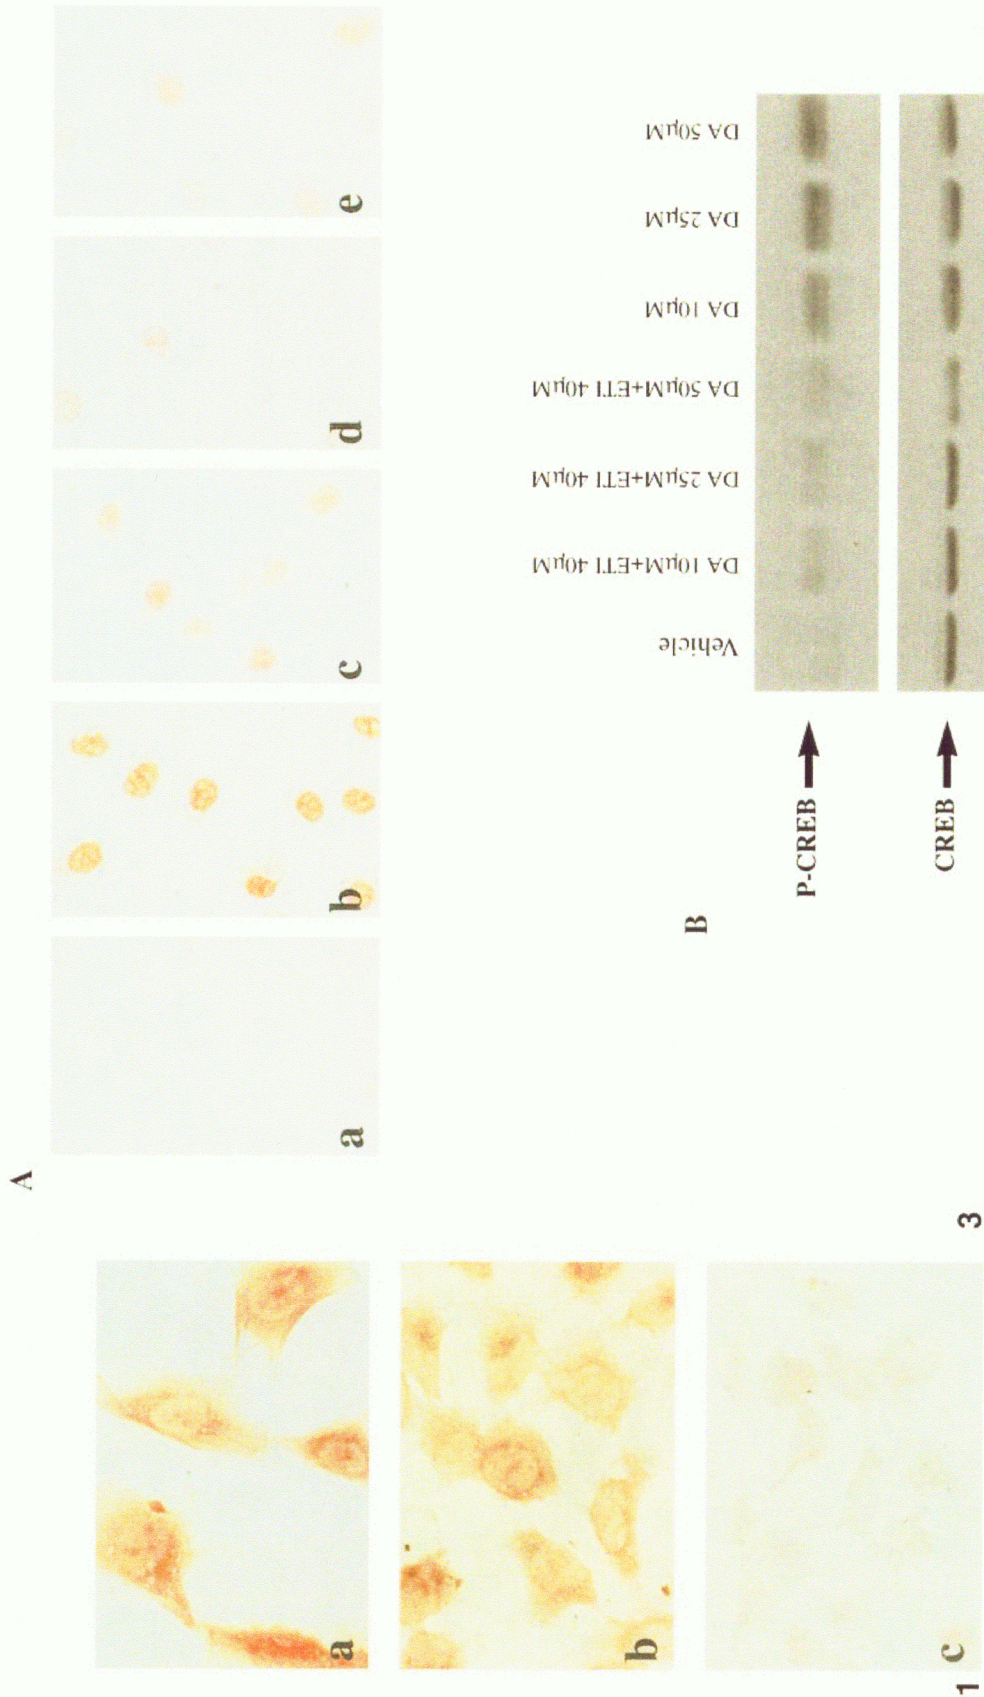 a
b
c
1
A
a
b
c
d
e
B
Vehicle
DA 10µM+ETI 40µM
DA 25µM+ETI 40µM
DA 50µM+ETI 40µM
DA 10µM
DA 25µM
DA 50µM
P-CREB
CREB
3